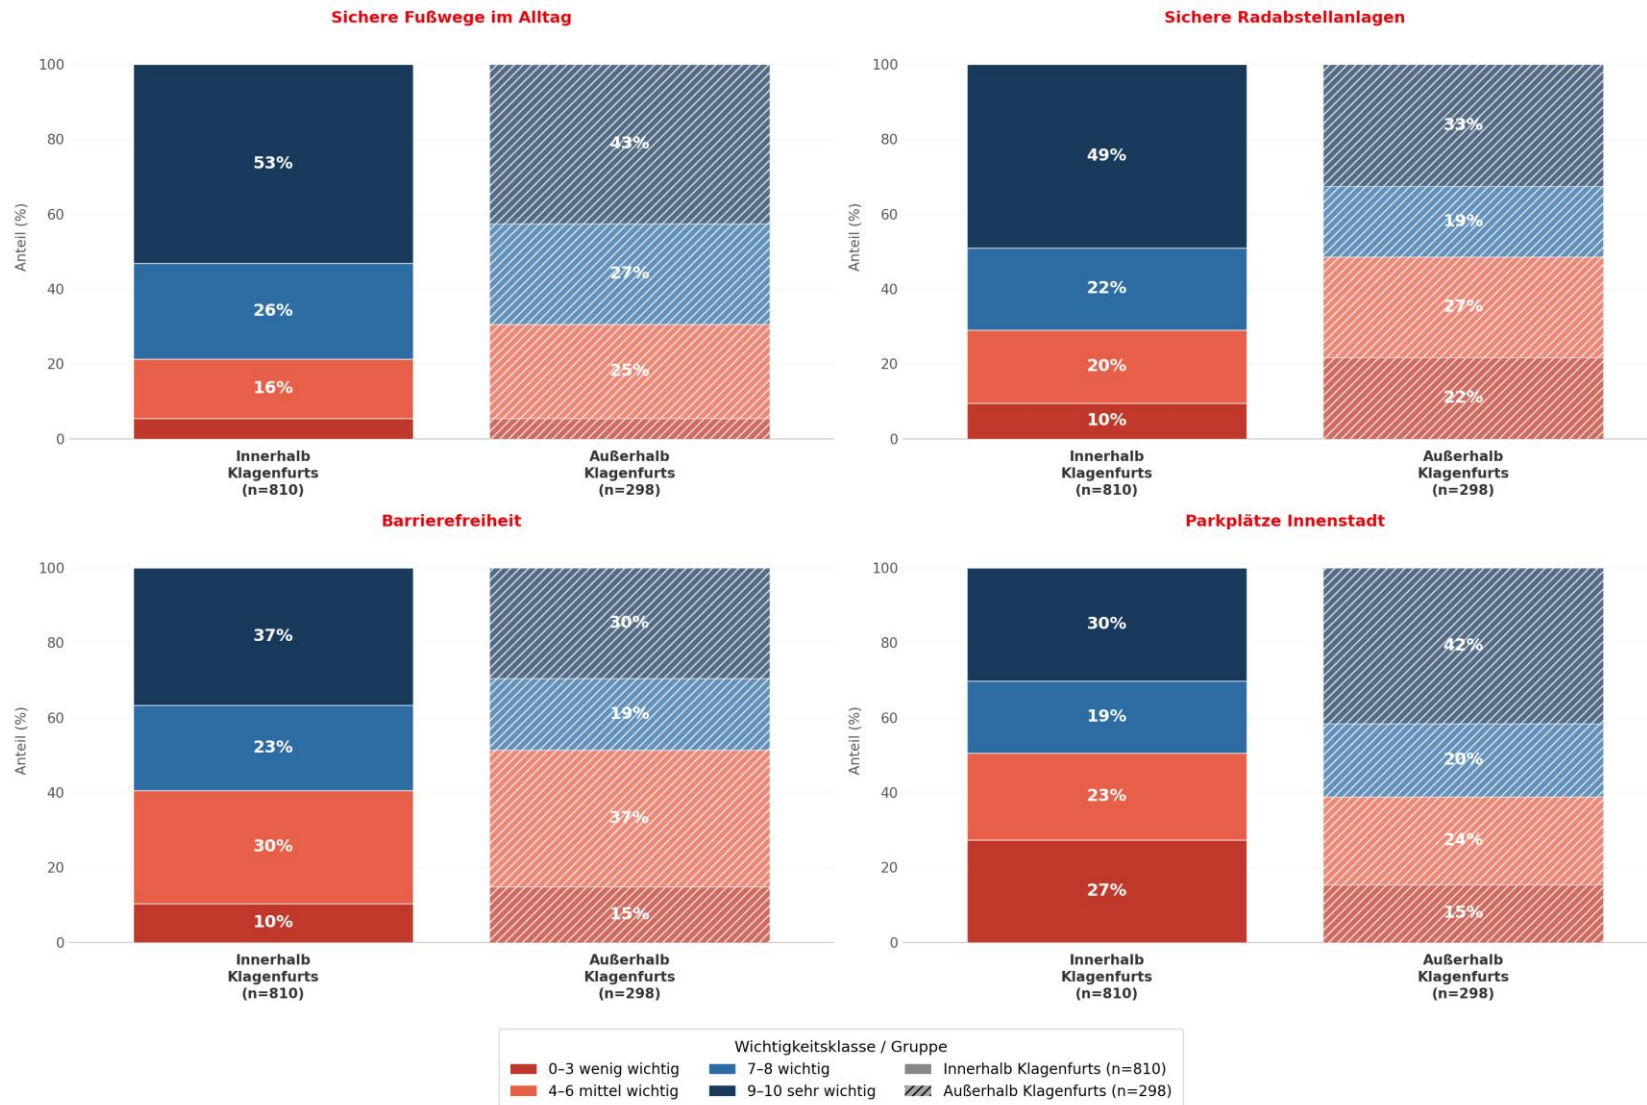 Sichere Fußwege im Alltag
Anteil (%)
100
80
60
40
20
0
53%
26%
16%
43%
27%
25%
Innerhalb
Klagenfurts
(n=810)
Außerhalb
Klagenfurts
(n=298)
Sichere Radabstellanlagen
Anteil (%)
100
80
60
40
20
0
49%
22%
20%
10%
33%
19%
27%
22%
Innerhalb
Klagenfurts
(n=810)
Außerhalb
Klagenfurts
(n=298)
Barrierefreiheit
Anteil (%)
100
80
60
40
20
0
37%
23%
30%
10%
30%
19%
37%
15%
Innerhalb
Klagenfurts
(n=810)
Außerhalb
Klagenfurts
(n=298)
Parkplätze Innenstadt
Anteil (%)
100
80
60
40
20
0
30%
19%
23%
27%
42%
20%
24%
15%
Innerhalb
Klagenfurts
(n=810)
Außerhalb
Klagenfurts
(n=298)
Wichtigkeitsklasse / Gruppe
0–3 wenig wichtig
4–6 mittel wichtig
7–8 wichtig
9–10 sehr wichtig
Innerhalb Klagenfurts (n=810)
Außerhalb Klagenfurts (n=298)